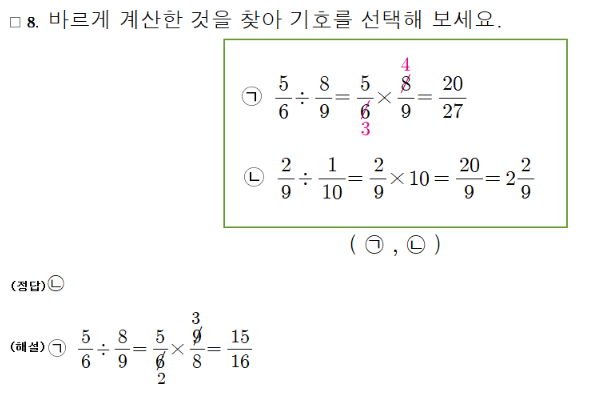 □ 8. 바르게 계산한 것을 찾아 기호를 선택해 보세요.
㉠ 5/6 ÷ 8/9 = 5/6̸ × 8̸/9 = 20/27 (4, 3)
㉡ 2/9 ÷ 1/10 = 2/9 × 10 = 20/9 = 2 2/9
( ㉠ , ㉡ )
(정답) ㉡
(해설) ㉠ 5/6 ÷ 8/9 = 5/6̸ × 9̸/8 = 15/16 (3, 2)